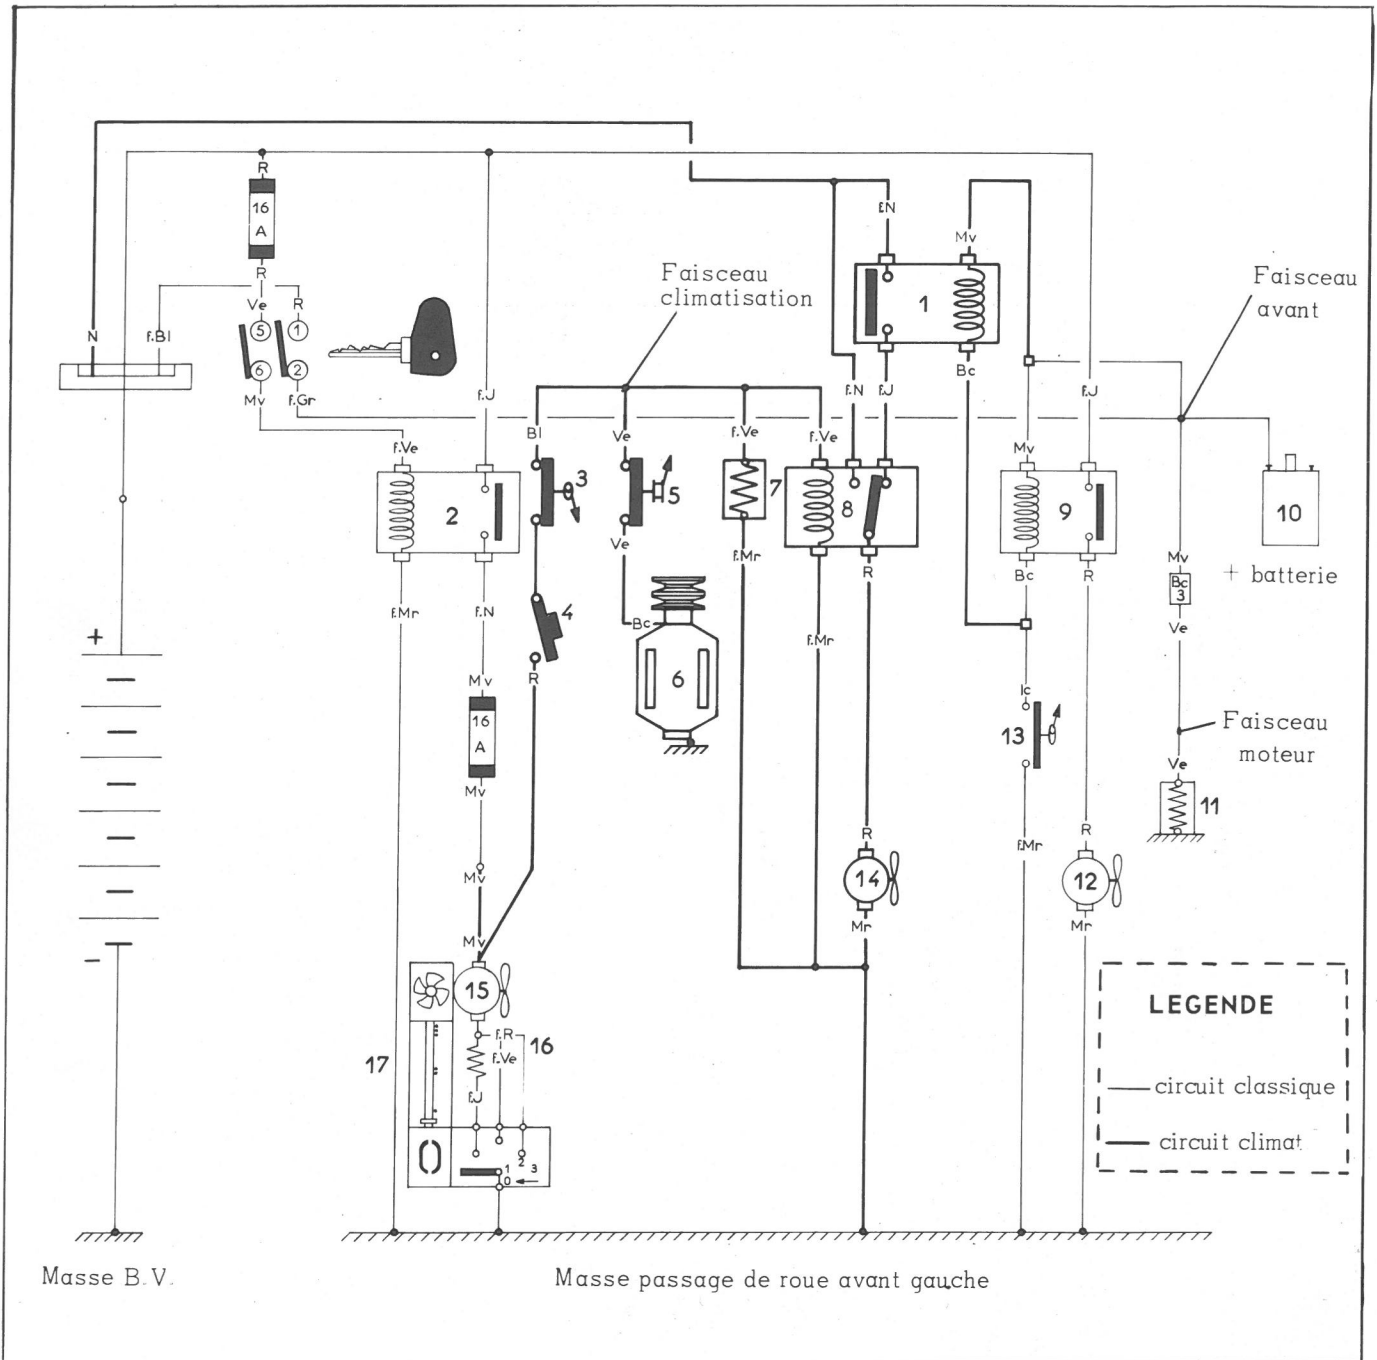 R
16
A
R
f.N
Mv
Faisceau
climatisation
Faisceau
avant
1
Ve
R
N
f.Bl
5
1
6
2
Mv
f.Gr
f.J
Bc
f.N
f.J
f.J
Bl
Ve
f.Ve
f.Ve
f.Ve
Mv
3
5
7
8
2
9
10
Ve
f.Mr
R
Bc
R
Mv
Bc
3
+ batterie
f.Mr
f.N
4
Bc
f.Mr
Ve
+
R
Mv
6
Ic
16
A
13
Faisceau
moteur
Mv
Ve
11
R
f.Mr
R
Mv
14
12
Mr
Mr
Mv
-
15
LEGENDE
f.R
16
17
f.Ve
f.J
circuit classique
circuit climat
1
2
3
0
Masse B.V.
Masse passage de roue avant gauche